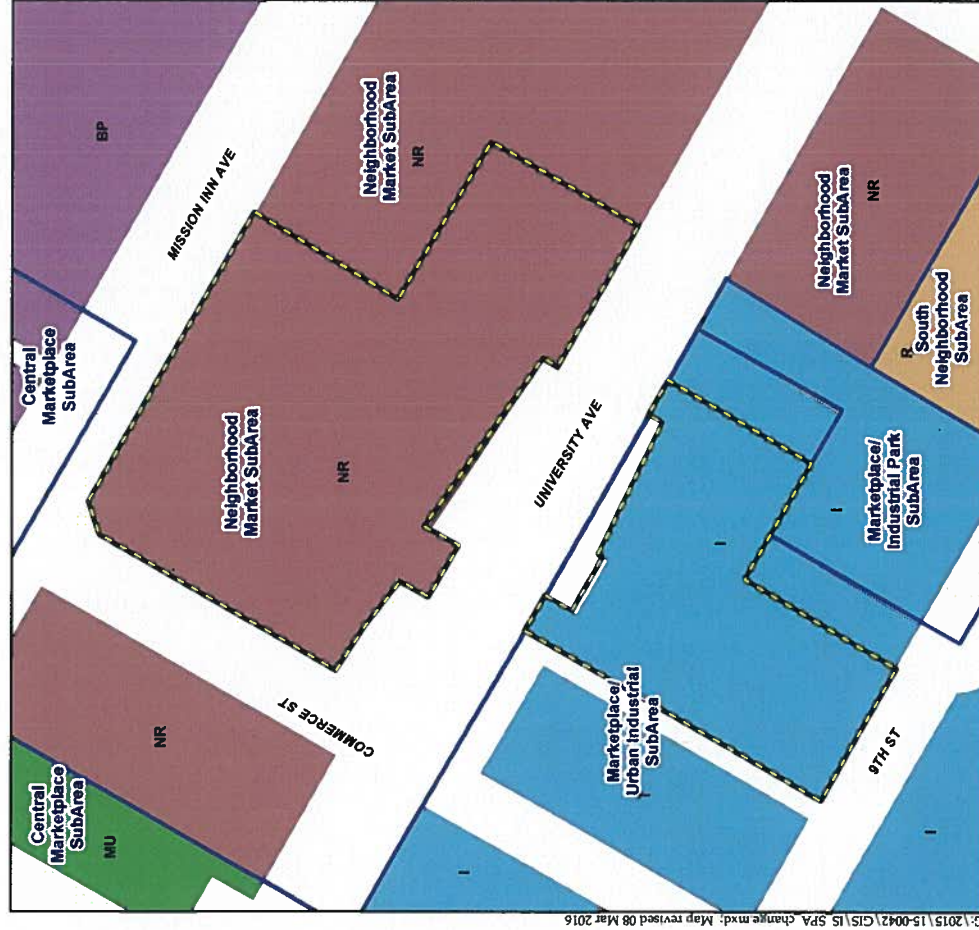 BP
MISSION INN AVE
Central
Marketplace
SubArea
Neighborhood
Market SubArea
NR
Neighborhood
Market SubArea
NR
UNIVERSITY AVE
Neighborhood
Market SubArea
NR
R
South
Neighborhood
SubArea
COMMERCE ST
NR
Central
Marketplace
SubArea
MU
Marketplace/
Industrial Park
SubArea
I
I
Marketplace/
Urban Industrial
SubArea
I
9TH ST
I
I
G:\2015\15-0042\GIS\IS SPA_change mxd; Map revised 08 Mar 2016